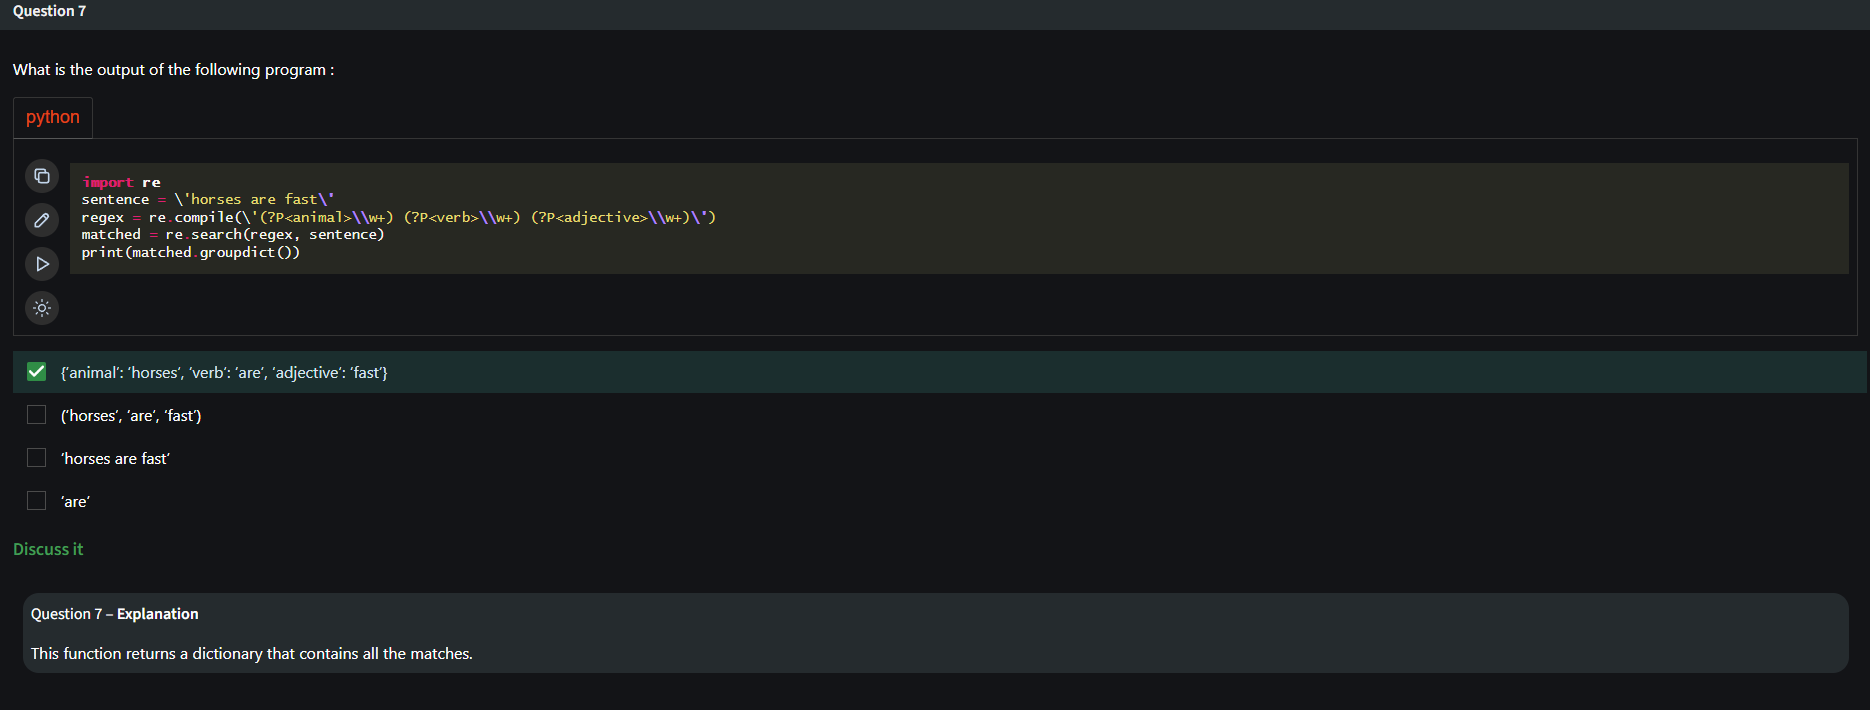 Question 7
What is the output of the following program :
python
import re
sentence = \'horses are fast\'
regex = re.compile(\'(?P<animal>\\w+) (?P<verb>\\w+) (?P<adjective>\\w+)\')
matched = re.search(regex, sentence)
print(matched.groupdict())
{‘animal’: ‘horses’, ‘verb’: ‘are’, ‘adjective’: ‘fast’}
(‘horses’, ‘are’, ‘fast’)
‘horses are fast’
‘are’
Discuss it
Question 7 – Explanation
This function returns a dictionary that contains all the matches.